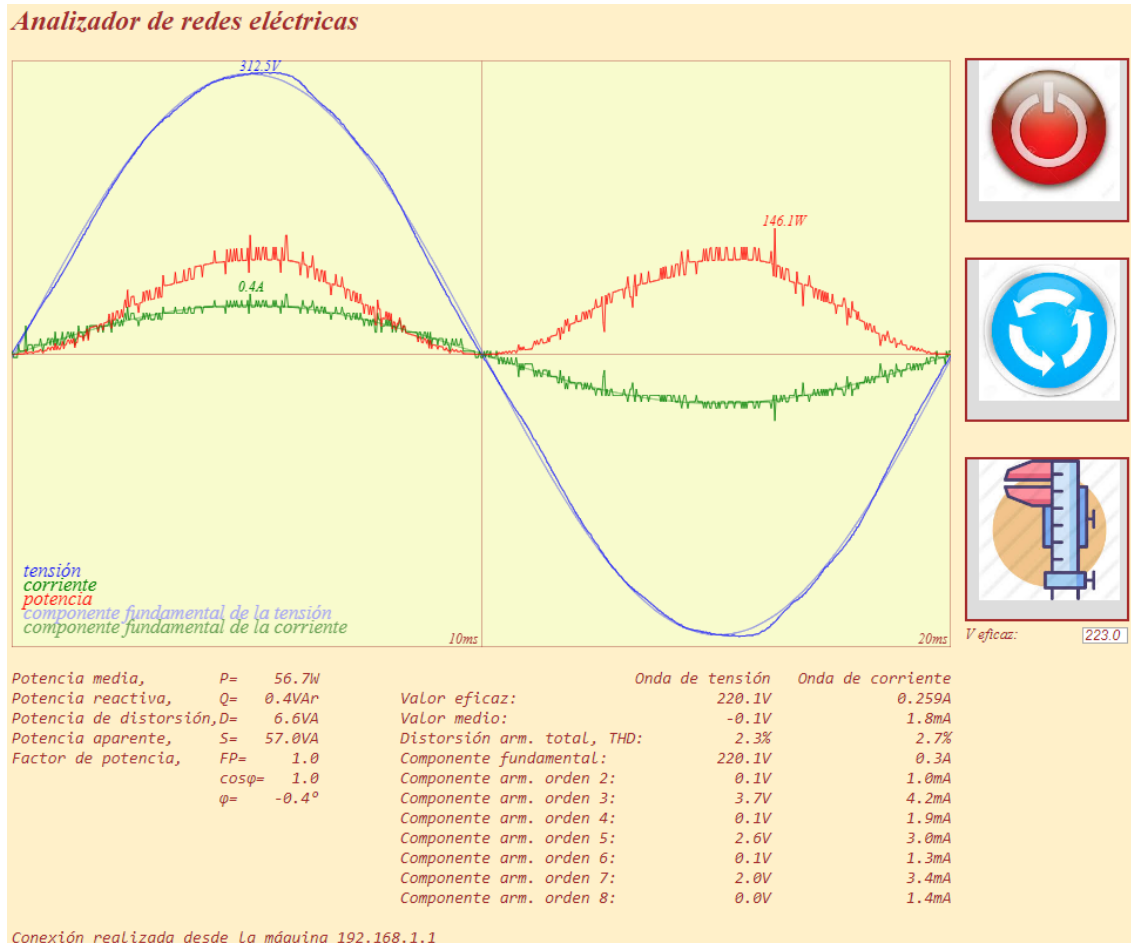 Analizador de redes eléctricas
312.5V
146.1W
0.4A
tensión
corriente
potencia
componente fundamental de la tensión
componente fundamental de la corriente
10ms
20ms
V eficaz: 223.0
Potencia media, P= 56.7W
Potencia reactiva, Q= 0.4VAr
Potencia de distorsión, D= 6.6VA
Potencia aparente, S= 57.0VA
Factor de potencia, FP= 1.0
cosφ= 1.0
φ= -0.4°
Onda de tensión Onda de corriente
Valor eficaz: 220.1V 0.259A
Valor medio: -0.1V 1.8mA
Distorsión arm. total, THD: 2.3% 2.7%
Componente fundamental: 220.1V 0.3A
Componente arm. orden 2: 0.1V 1.0mA
Componente arm. orden 3: 3.7V 4.2mA
Componente arm. orden 4: 0.1V 1.9mA
Componente arm. orden 5: 2.6V 3.0mA
Componente arm. orden 6: 0.1V 1.3mA
Componente arm. orden 7: 2.0V 3.4mA
Componente arm. orden 8: 0.0V 1.4mA
Conexión realizada desde la máquina 192.168.1.1